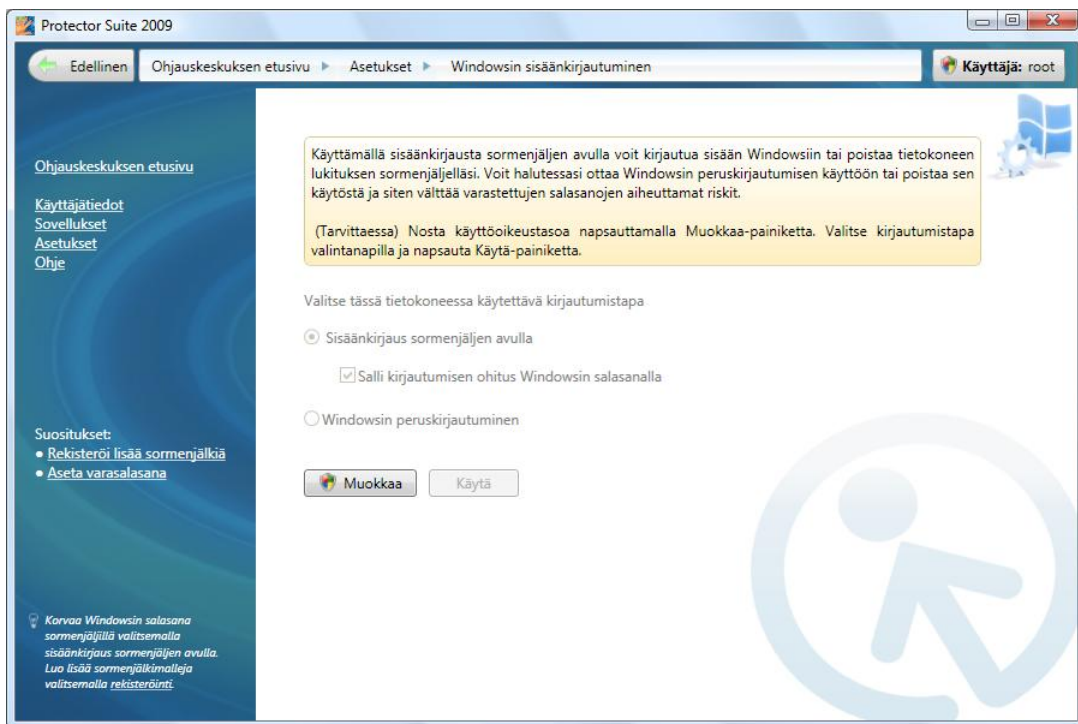 Protector Suite 2009
Edellinen
Ohjauskeskuksen etusivu
Asetukset
Windowsin sisäänkirjautuminen
Käyttäjä: root
Ohjauskeskuksen etusivu
Käyttäjätiedot
Sovellukset
Asetukset
Ohje
Suositukset:
• Rekisteröi lisää sormenjälkiä
• Aseta varasalasana
Korvaa Windowsin salasana
sormenjäljillä valitsemalla
sisäänkirjaus sormenjäljen avulla.
Luo lisää sormenjälkimalleja
valitsemalla rekisteröinti.
Käyttämällä sisäänkirjausta sormenjäljen avulla voit kirjautua sisään Windowsiin tai poistaa tietokoneen
lukituksen sormenjäljelläsi. Voit halutessasi ottaa Windowsin peruskirjautumisen käyttöön tai poistaa sen
käytöstä ja siten välttää varastettujen salasanojen aiheuttamat riskit.
(Tarvittaessa) Nosta käyttöoikeustasoa napsauttamalla Muokkaa-painiketta. Valitse kirjautumistapa
valintanapilla ja napsauta Käytä-painiketta.
Valitse tässä tietokoneessa käytettävä kirjautumistapa
Sisäänkirjaus sormenjäljen avulla
Salli kirjautumisen ohitus Windowsin salasanalla
Windowsin peruskirjautuminen
Muokkaa
Käytä